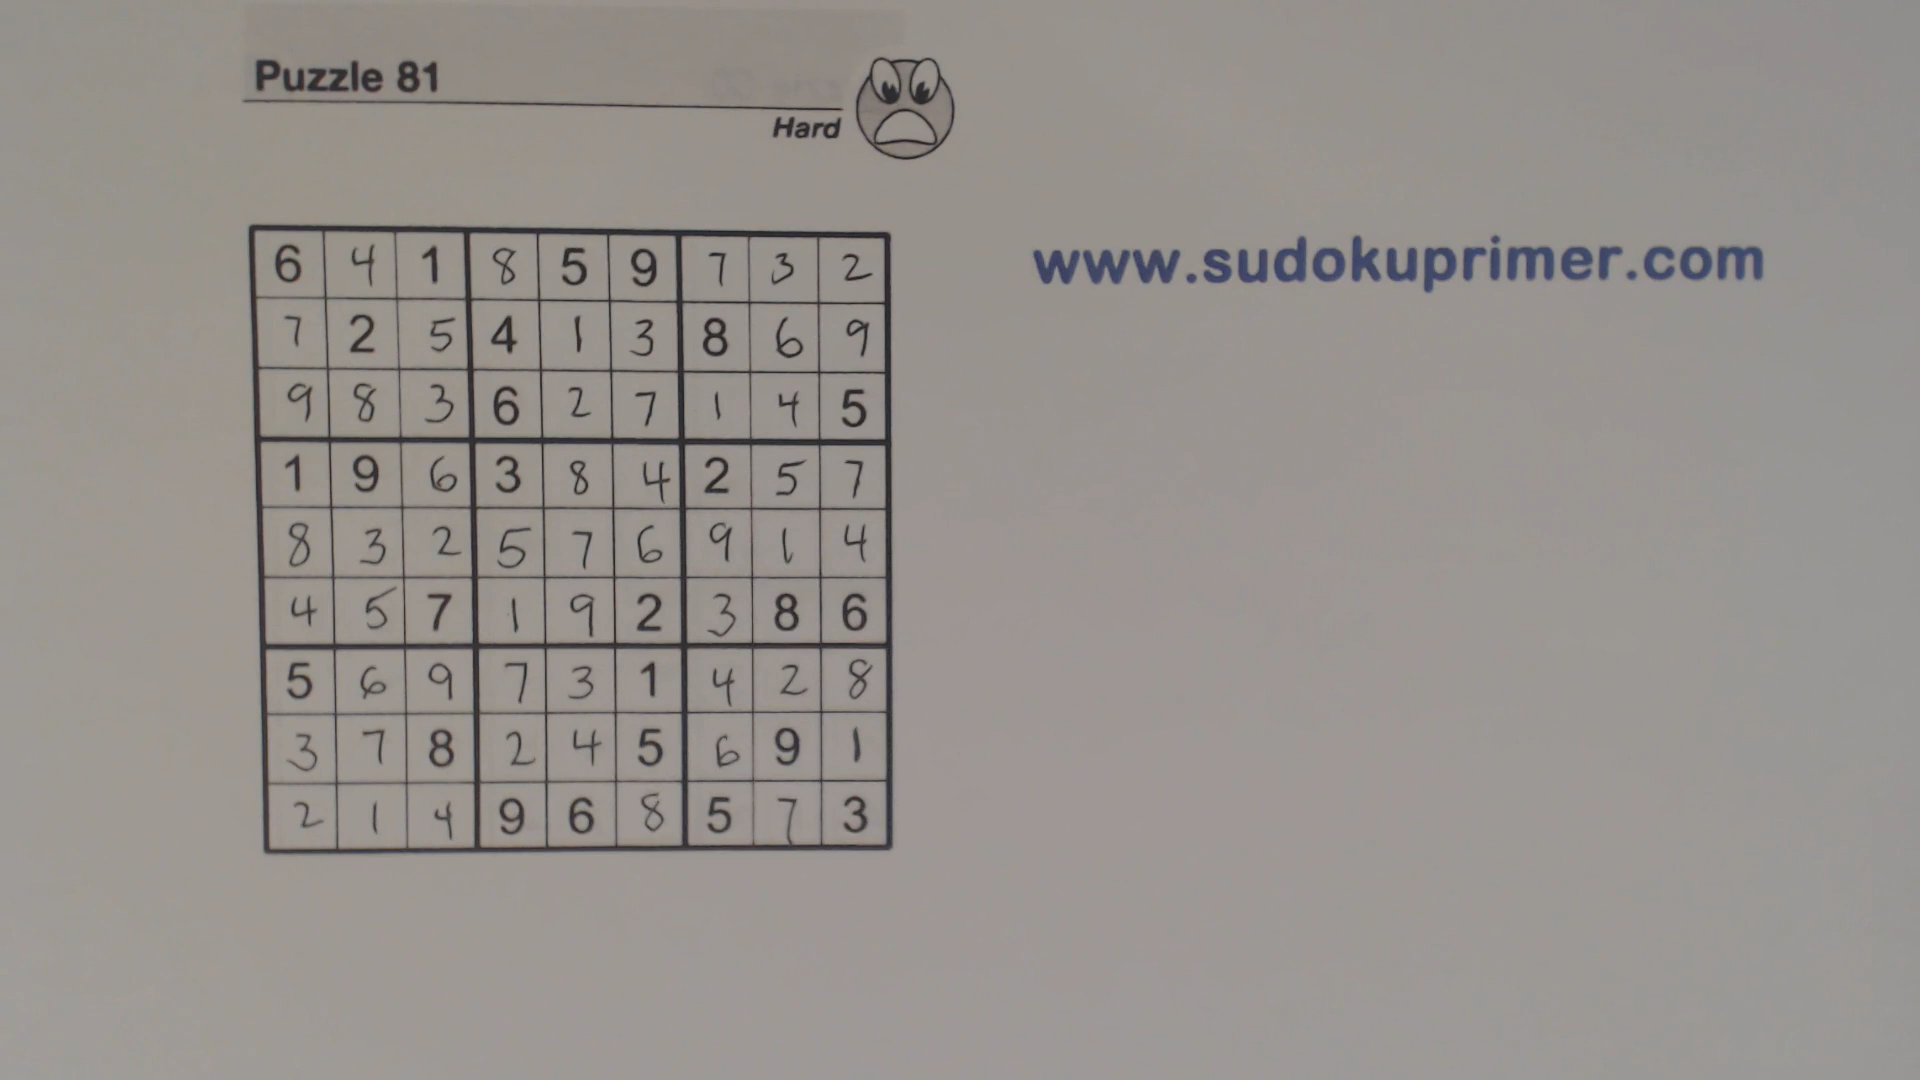 Puzzle 81
Hard
www.sudokuprimer.com
6 4 1 8 5 9 7 3 2
7 2 5 4 1 3 8 6 9
9 8 3 6 2 7 1 4 5
1 9 6 3 8 4 2 5 7
8 3 2 5 7 6 9 1 4
4 5 7 1 9 2 3 8 6
5 6 9 7 3 1 4 2 8
3 7 8 2 4 5 6 9 1
2 1 4 9 6 8 5 7 3